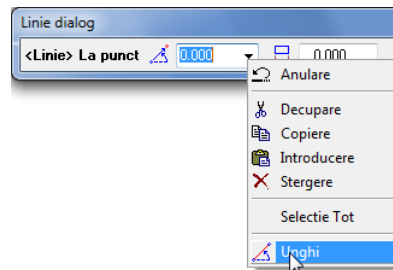 Linie dialog
<Linie> La punct 0.000 0.000
Anulare
Decupare
Copiere
Introducere
Stergere
Selectie Tot
Unghi